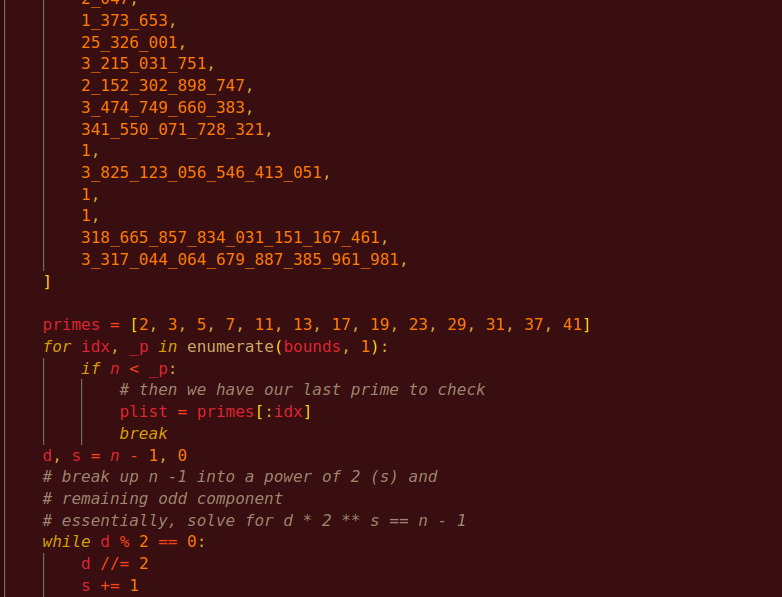 2_047,
1_373_653,
25_326_001,
3_215_031_751,
2_152_302_898_747,
3_474_749_660_383,
341_550_071_728_321,
1,
3_825_123_056_546_413_051,
1,
1,
318_665_857_834_031_151_167_461,
3_317_044_064_679_887_385_961_981,
]
primes = [2, 3, 5, 7, 11, 13, 17, 19, 23, 29, 31, 37, 41]
for idx, _p in enumerate(bounds, 1):
if n < _p:
# then we have our last prime to check
plist = primes[:idx]
break
d, s = n - 1, 0
# break up n -1 into a power of 2 (s) and
# remaining odd component
# essentially, solve for d * 2 ** s == n - 1
while d % 2 == 0:
d //= 2
s += 1